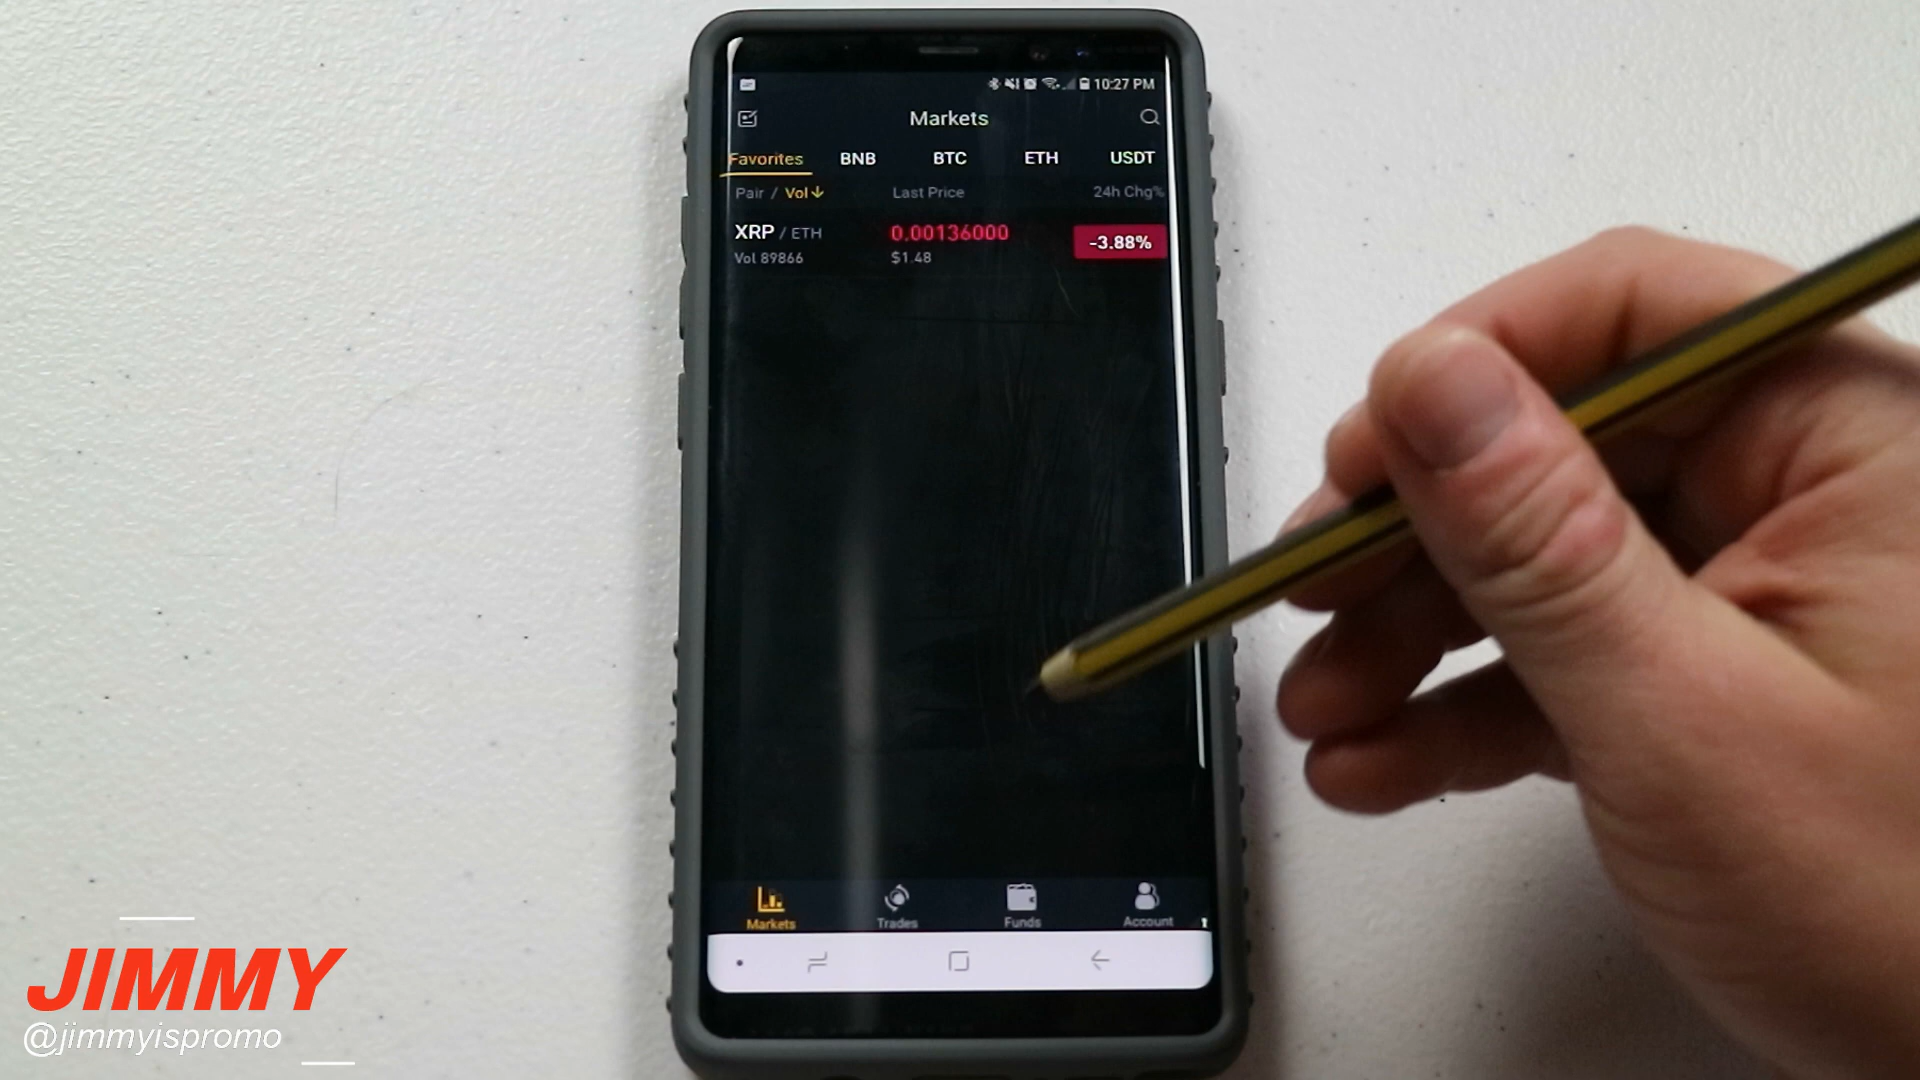 10:27 PM
Markets
Favorites BNB BTC ETH USDT
Pair / Vol↓ Last Price 24h Chg%
XRP / ETH 0.00136000 -3.88%
Vol 89866 $1.48
Markets Trades Funds Account
JIMMY
@jimmyispromo